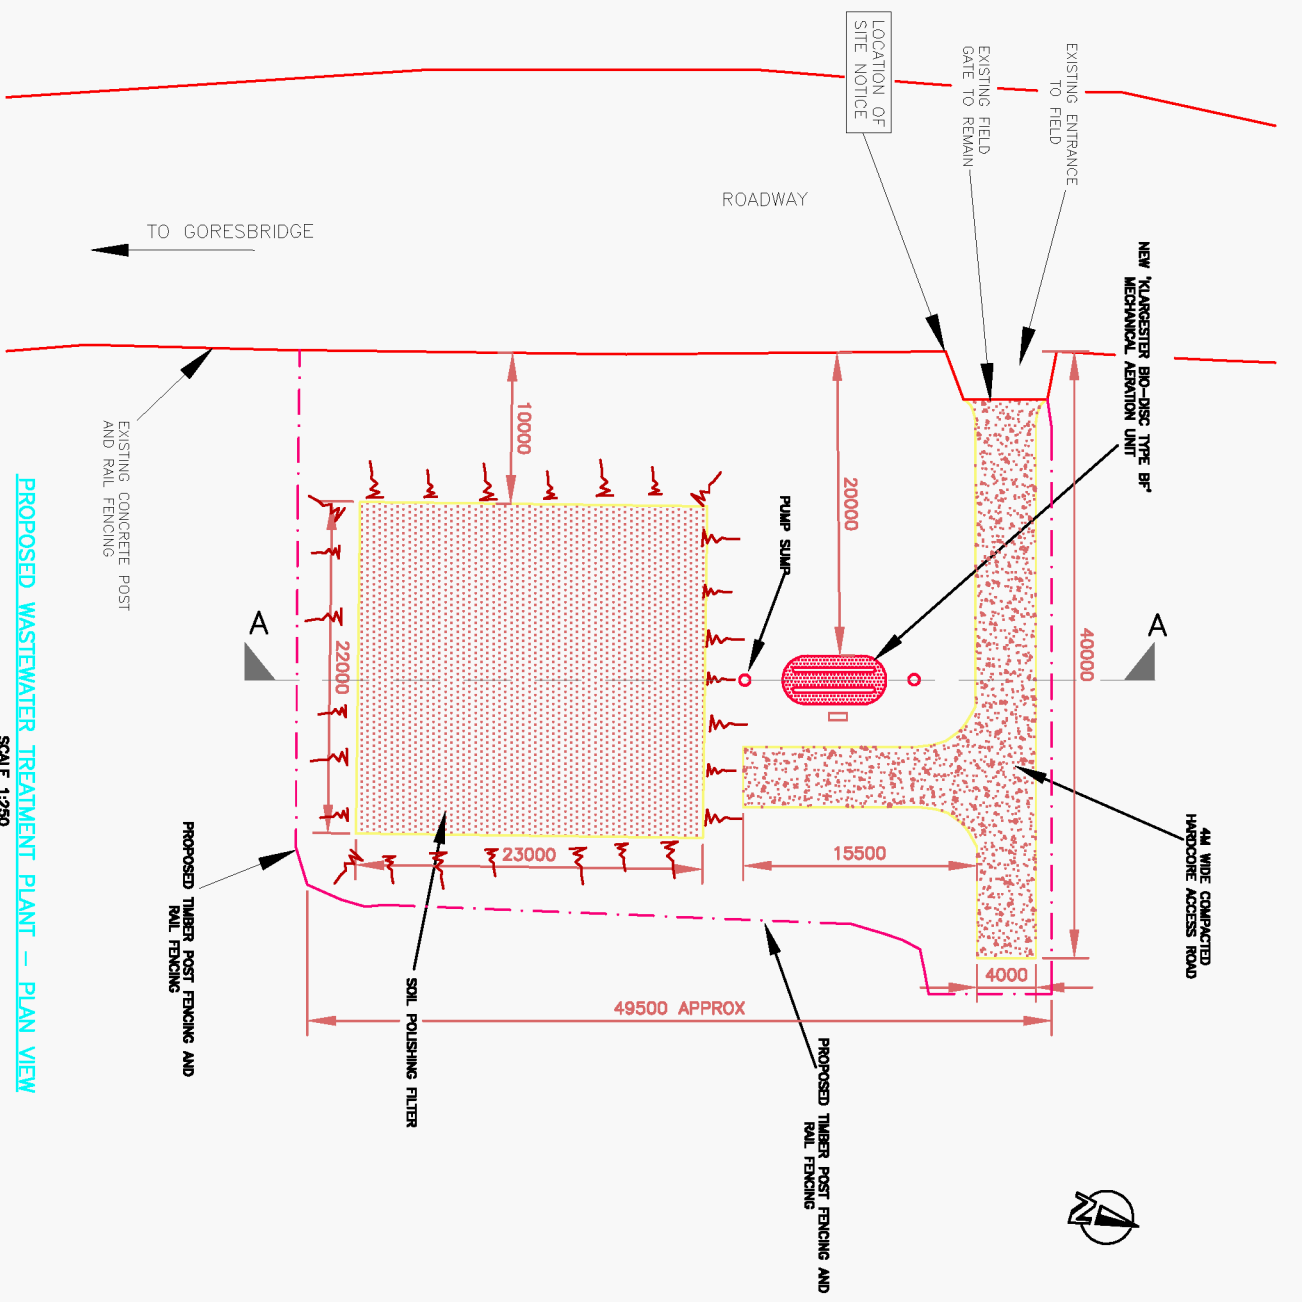 LOCATION OF
SITE NOTICE
EXISTING FIELD
GATE TO REMAIN
EXISTING ENTRANCE
TO FIELD
ROADWAY
TO GORESBRIDGE
NEW 'KLARGESTER BIO-DISC TYPE BF'
MECHANICAL AERATION UNIT
EXISTING CONCRETE POST
AND RAIL FENCING
10000
20000
PUMP SUMP
40000
22000
A
A
23000
15500
4000
49500 APPROX
4M WIDE COMPACTED
HARDCORE ACCESS ROAD
PROPOSED TIMBER POST FENCING AND
RAIL FENCING
SOIL POLISHING FILTER
PROPOSED TIMBER POST FENCING AND
RAIL FENCING
N
PROPOSED WASTEWATER TREATMENT PLANT - PLAN VIEW
SCALE 1:250